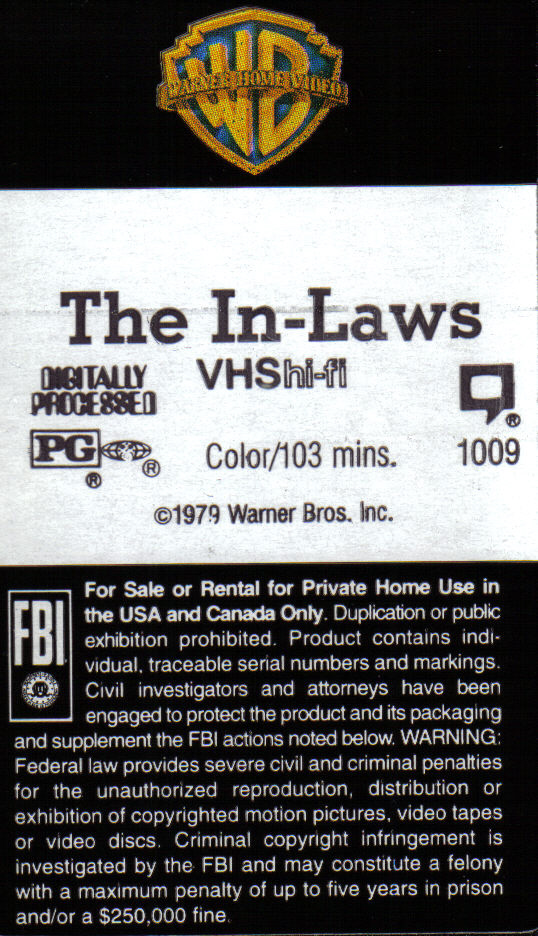 WARNER HOME VIDEO
WB
The In-Laws
DIGITALLY PROCESSED
VHS hi-fi
®
PG
®
®
Color/103 mins.
1009
©1979 Warner Bros. Inc.
FBI
For Sale or Rental for Private Home Use in
the USA and Canada Only. Duplication or public
exhibition prohibited. Product contains indi-
vidual, traceable serial numbers and markings.
Civil investigators and attorneys have been
engaged to protect the product and its packaging
and supplement the FBI actions noted below. WARNING:
Federal law provides severe civil and criminal penalties
for the unauthorized reproduction, distribution or
exhibition of copyrighted motion pictures, video tapes
or video discs. Criminal copyright infringement is
investigated by the FBI and may constitute a felony
with a maximum penalty of up to five years in prison
and/or a $250,000 fine.